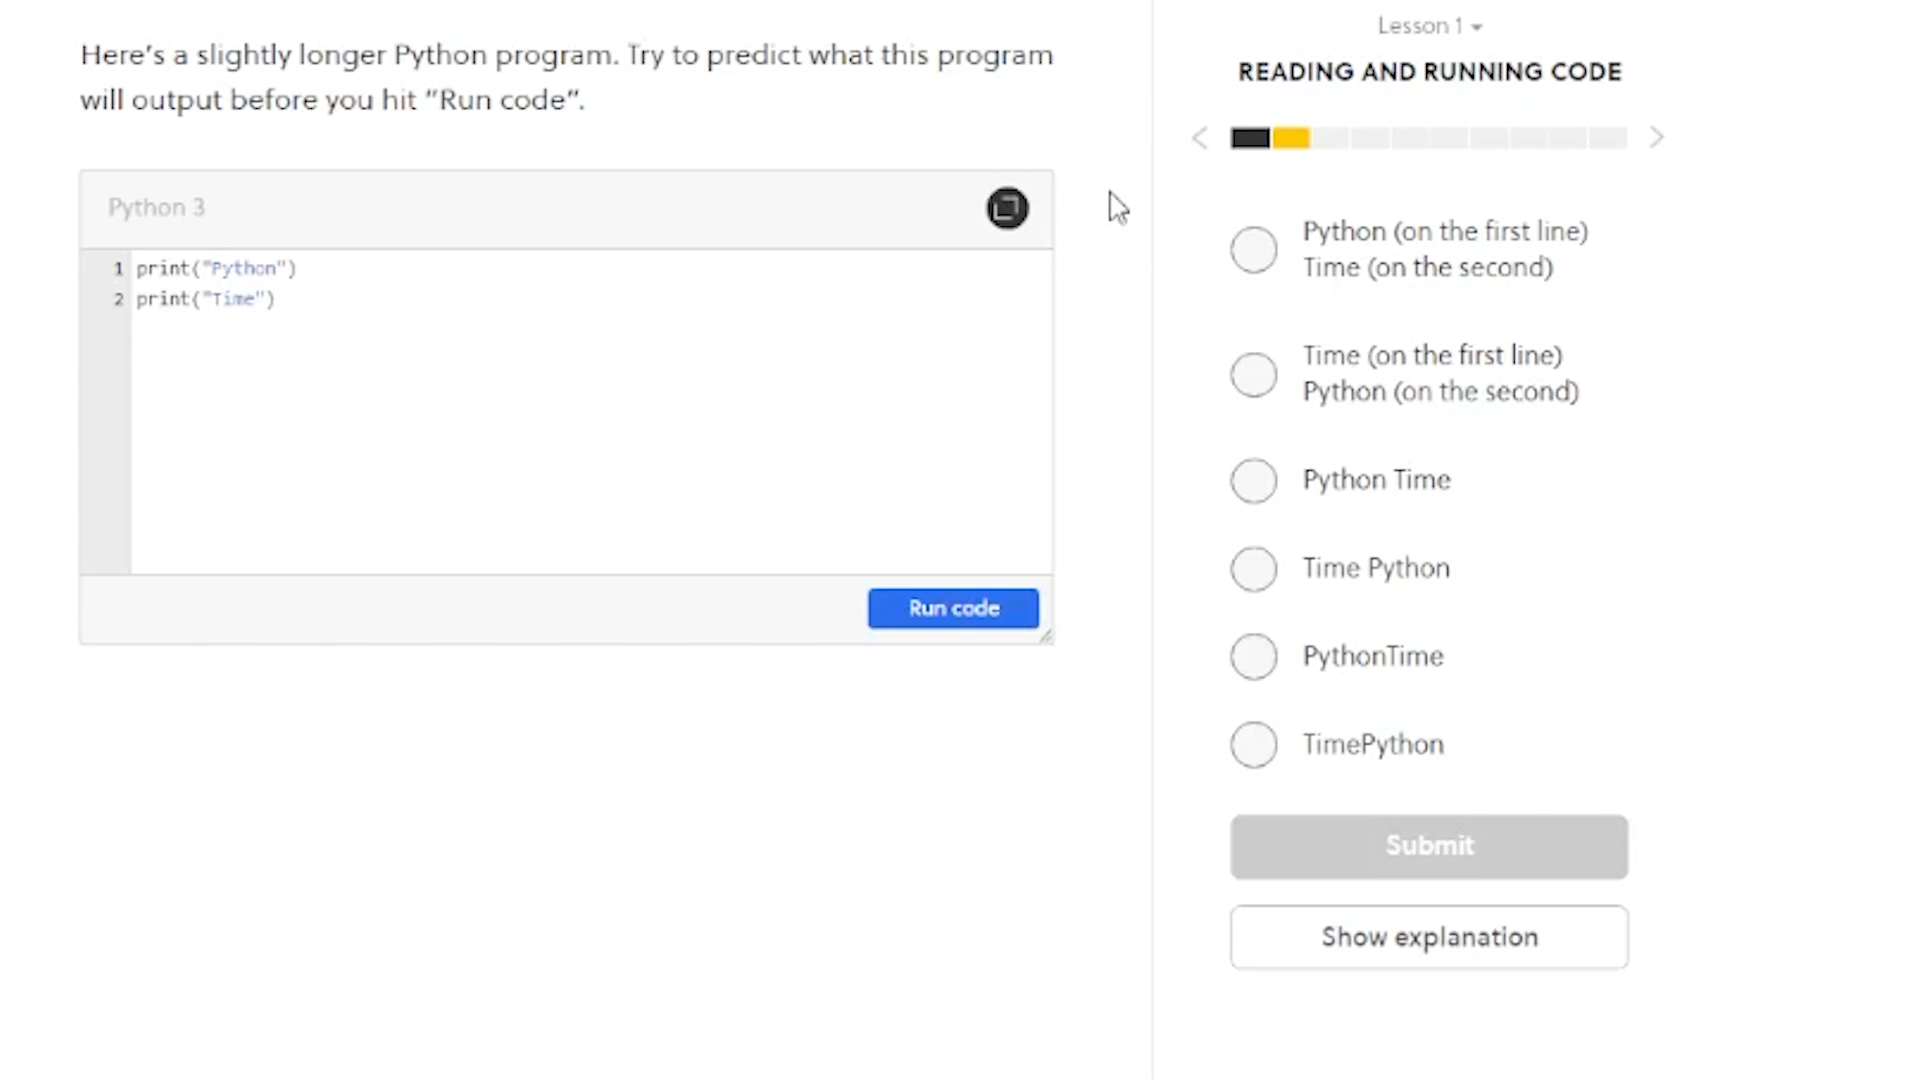 Here's a slightly longer Python program. Try to predict what this program
will output before you hit "Run code".
Python 3
1 print("Python")
2 print("Time")
Run code
Lesson 1
READING AND RUNNING CODE
Python (on the first line)
Time (on the second)
Time (on the first line)
Python (on the second)
Python Time
Time Python
PythonTime
TimePython
Submit
Show explanation